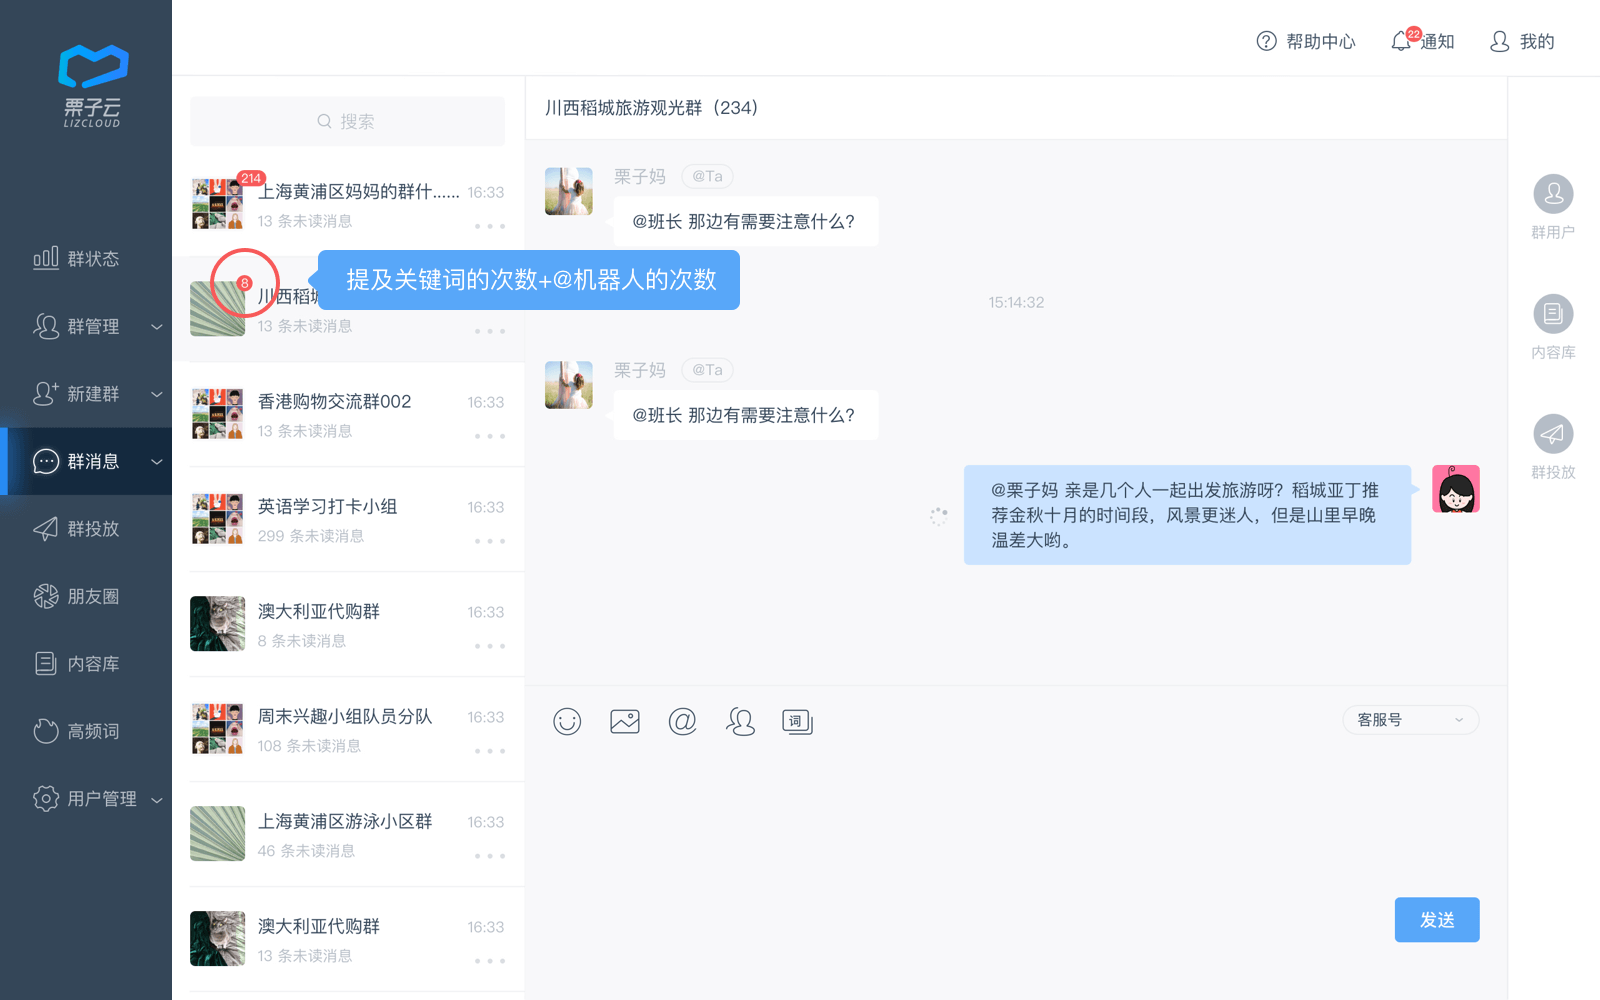 栗子云
LIZCLOUD
群状态
群管理
新建群
群消息
群投放
朋友圈
内容库
高频词
用户管理
帮助中心
22
通知
我的
搜索
214
上海黄浦区妈妈的群什......
16:33
13 条未读消息
8
川西稻城
13 条未读消息
提及关键词的次数+@机器人的次数
香港购物交流群002
16:33
13 条未读消息
英语学习打卡小组
16:33
299 条未读消息
澳大利亚代购群
16:33
8 条未读消息
周末兴趣小组队员分队
16:33
108 条未读消息
上海黄浦区游泳小区群
16:33
46 条未读消息
澳大利亚代购群
16:33
13 条未读消息
川西稻城旅游观光群（234）
栗子妈
@Ta
@班长 那边有需要注意什么?
15:14:32
栗子妈
@Ta
@班长 那边有需要注意什么?
@栗子妈 亲是几个人一起出发旅游呀？稻城亚丁推
荐金秋十月的时间段，风景更迷人，但是山里早晚
温差大哟。
词
客服号
发送
群用户
内容库
群投放